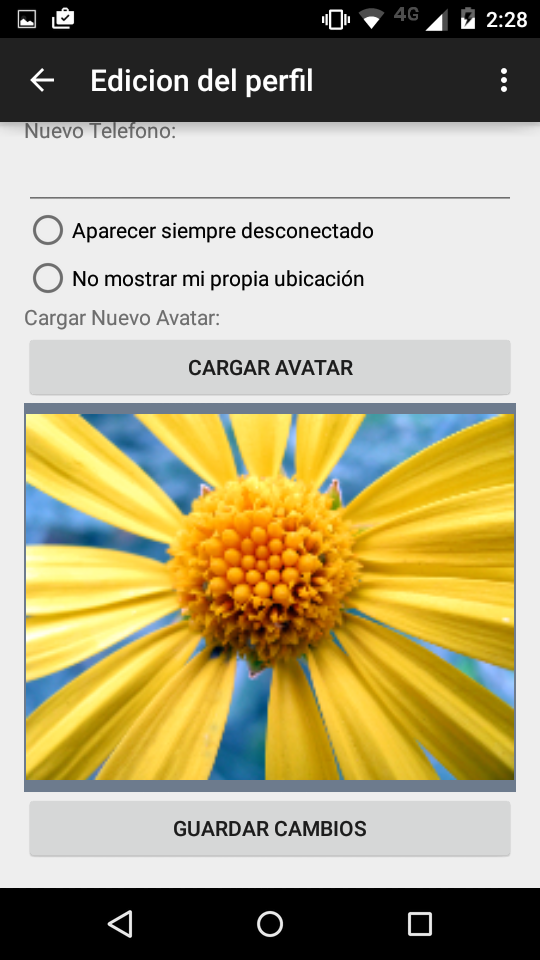 4G 2:28
Edicion del perfil
Nuevo Telefono:
Aparecer siempre desconectado
No mostrar mi propia ubicación
Cargar Nuevo Avatar:
CARGAR AVATAR
GUARDAR CAMBIOS